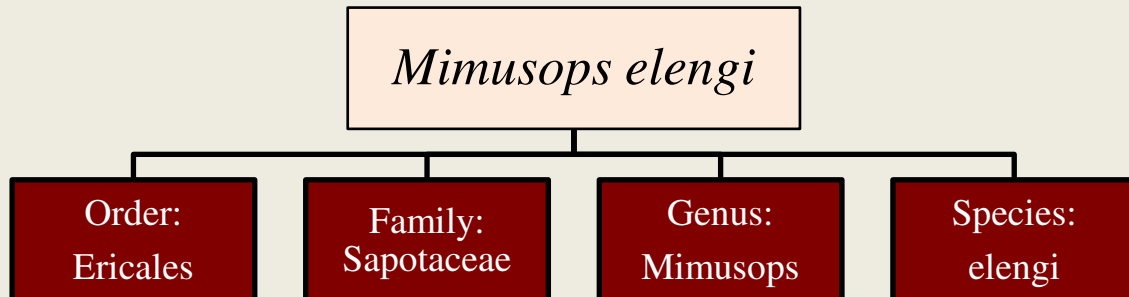 Mimusops elengi
Order:
Ericales
Family:
Sapotaceae
Genus:
Mimusops
Species:
elengi